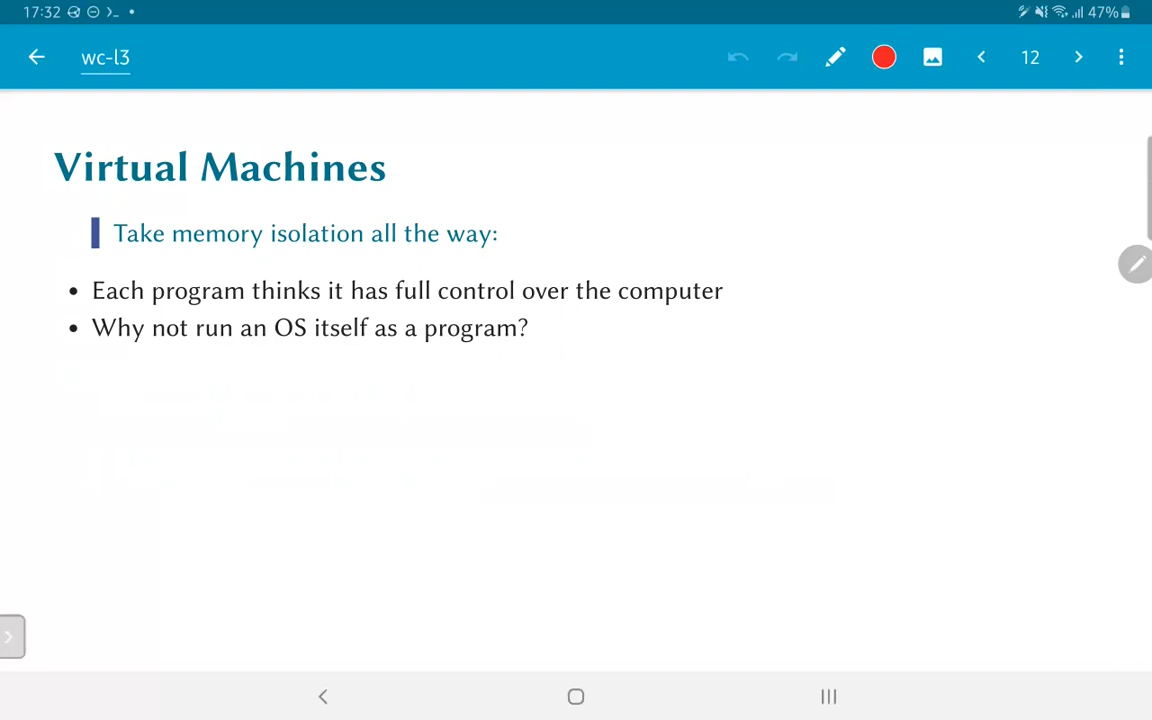 17:32 47%
wc-l3 12
Virtual Machines
Take memory isolation all the way:
• Each program thinks it has full control over the computer
• Why not run an OS itself as a program?